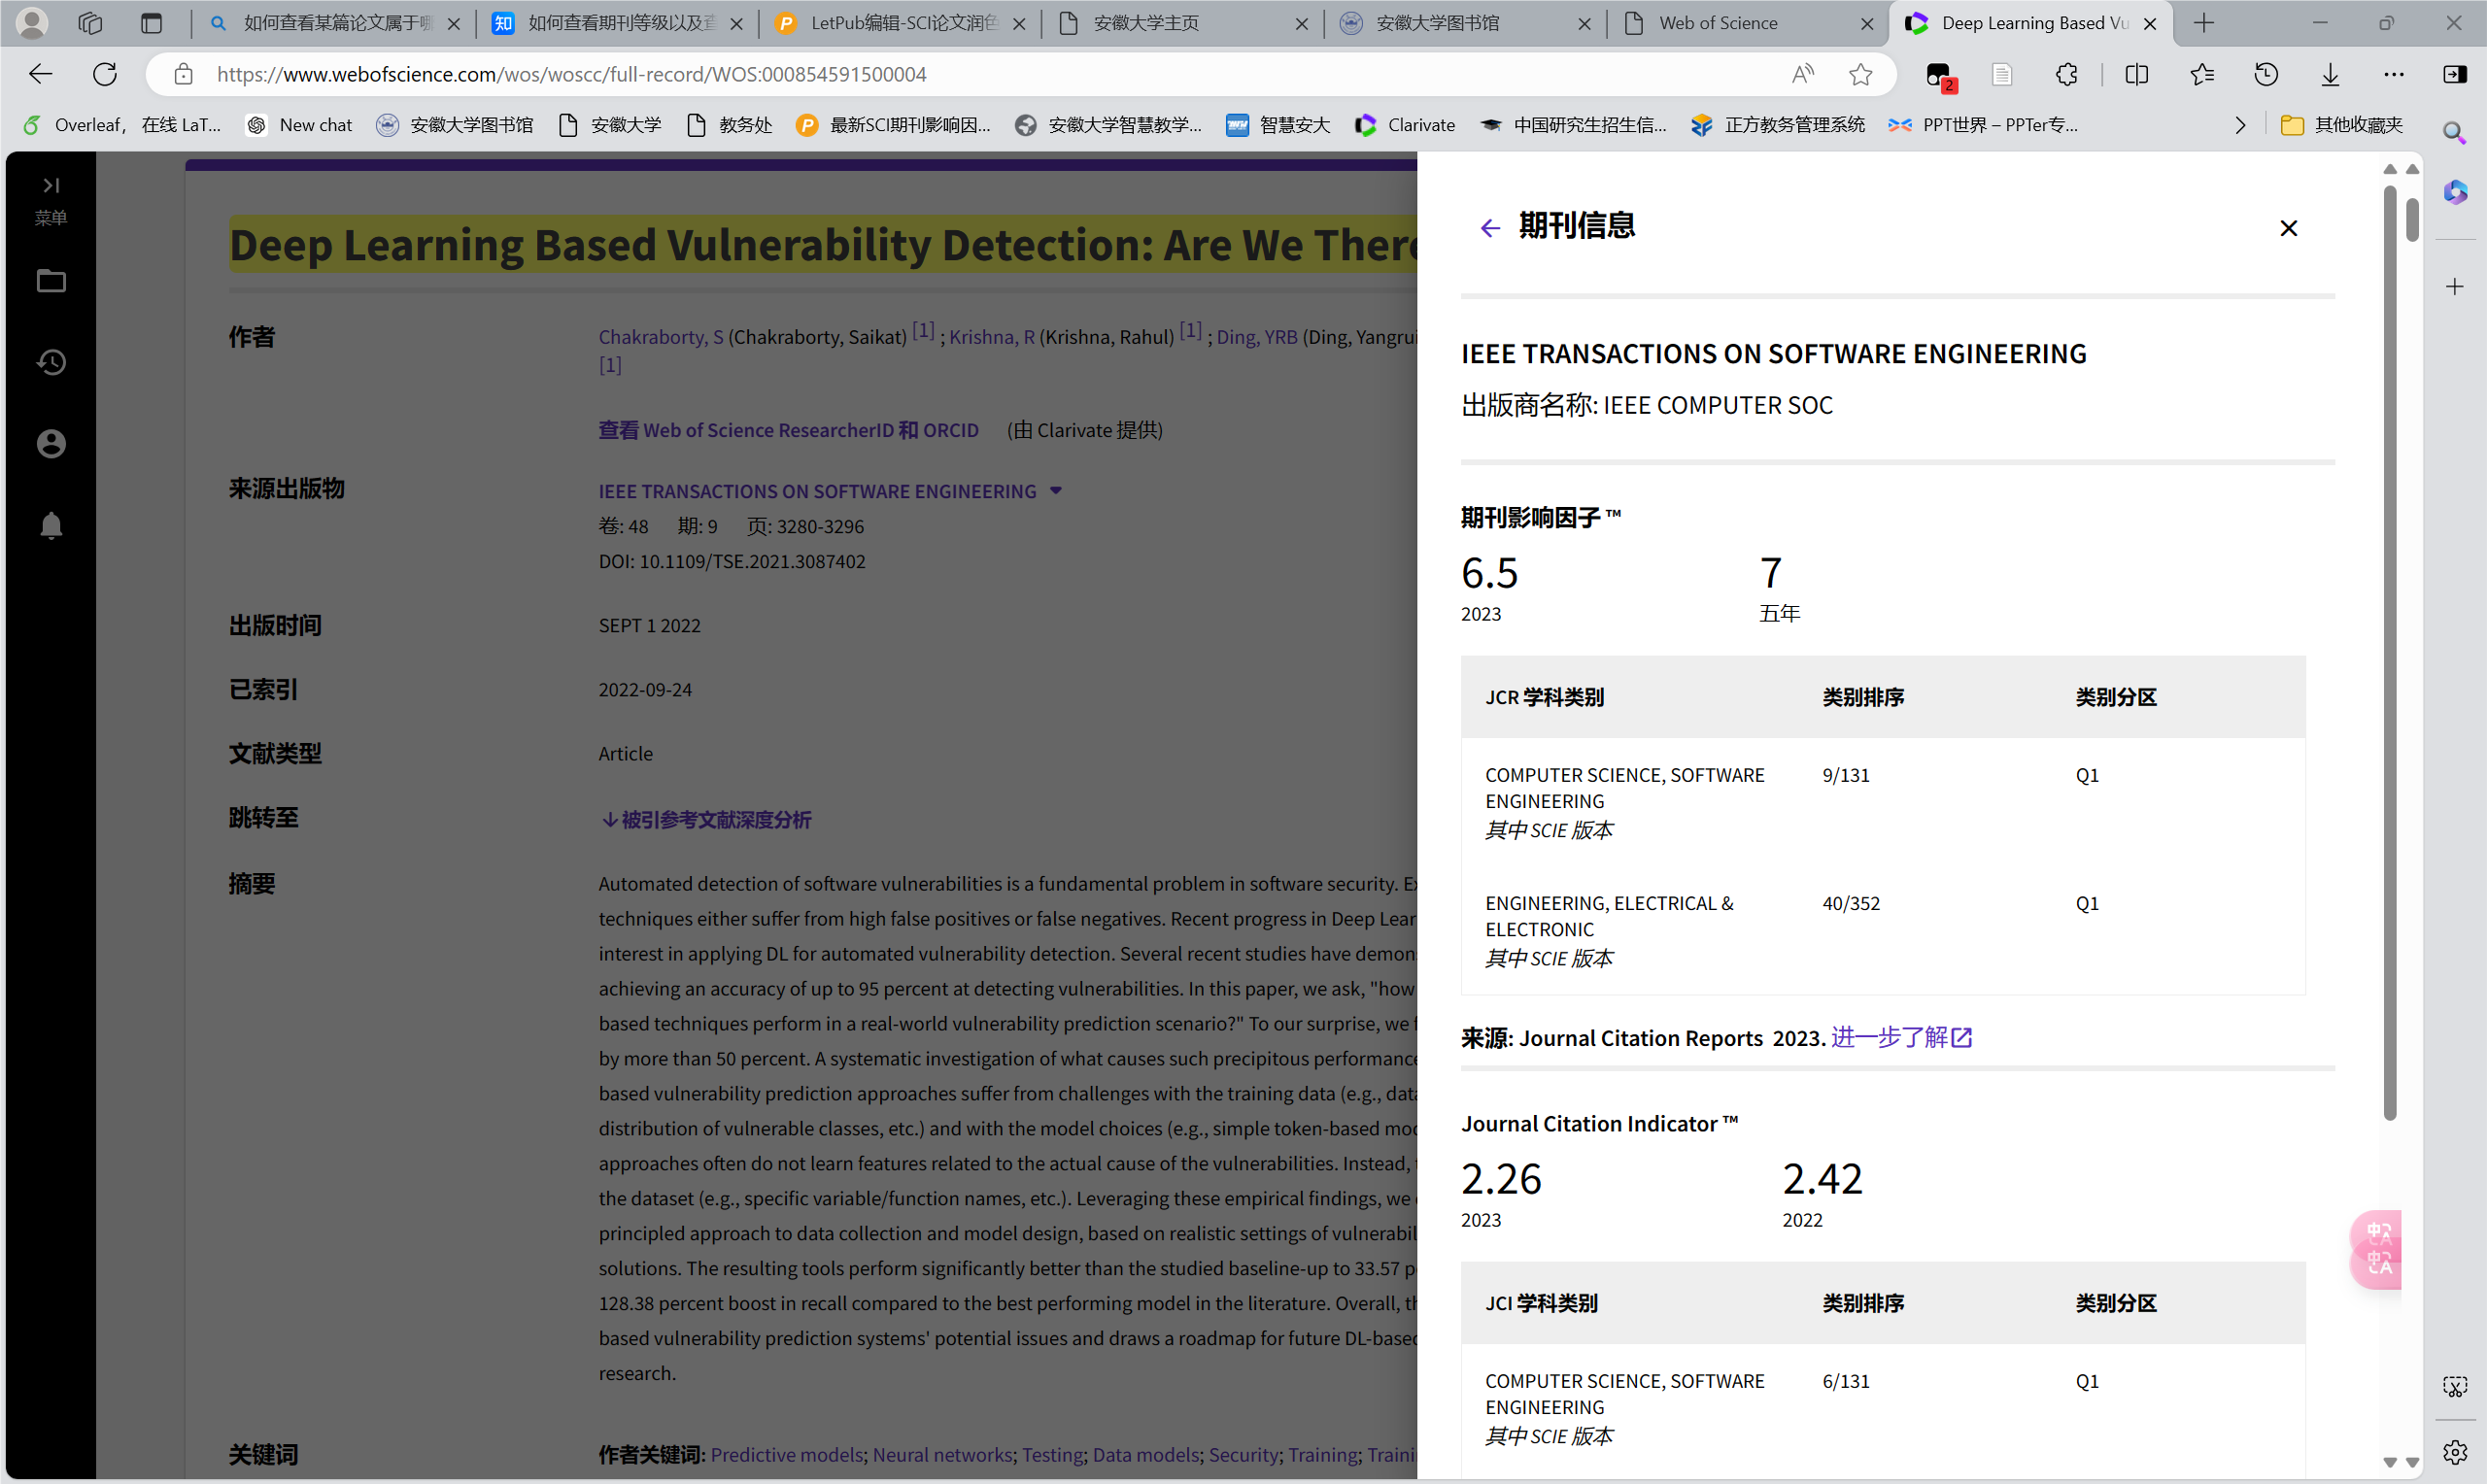 如何查看某篇论文属于
如何查看期刊等级以及
LetPub编辑-SCI论文润色
安徽大学主页
安徽大学图书馆
Web of Science
Deep Learning Based Vu
https://www.webofscience.com/wos/woscc/full-record/WOS:000854591500004
2
Overleaf, 在线 LaT...
New chat
安徽大学图书馆
安徽大学
教务处
最新SCI期刊影响因...
安徽大学智慧教学...
智慧安大
Clarivate
中国研究生招生信...
正方教务管理系统
PPT世界 – PPTer专...
其他收藏夹
菜单
Deep Learning Based Vulnerability Detection: Are We There
作者
Chakraborty, S (Chakraborty, Saikat) [1] ; Krishna, R (Krishna, Rahul) [1] ; Ding, YRB (Ding, Yangrui
[1]
查看 Web of Science ResearcherID 和 ORCID (由 Clarivate 提供)
来源出版物
IEEE TRANSACTIONS ON SOFTWARE ENGINEERING
卷: 48 期: 9 页: 3280-3296
DOI: 10.1109/TSE.2021.3087402
出版时间
SEPT 1 2022
已索引
2022-09-24
文献类型
Article
跳转至
被引参考文献深度分析
摘要
Automated detection of software vulnerabilities is a fundamental problem in software security. Ex
techniques either suffer from high false positives or false negatives. Recent progress in Deep Lear
interest in applying DL for automated vulnerability detection. Several recent studies have demon
achieving an accuracy of up to 95 percent at detecting vulnerabilities. In this paper, we ask, "how
based techniques perform in a real-world vulnerability prediction scenario?" To our surprise, we f
by more than 50 percent. A systematic investigation of what causes such precipitous performance
based vulnerability prediction approaches suffer from challenges with the training data (e.g., data
distribution of vulnerable classes, etc.) and with the model choices (e.g., simple token-based mod
approaches often do not learn features related to the actual cause of the vulnerabilities. Instead,
the dataset (e.g., specific variable/function names, etc.). Leveraging these empirical findings, we
principled approach to data collection and model design, based on realistic settings of vulnerabil
solutions. The resulting tools perform significantly better than the studied baseline-up to 33.57 p
128.38 percent boost in recall compared to the best performing model in the literature. Overall, th
based vulnerability prediction systems' potential issues and draws a roadmap for future DL-based
research.
关键词
作者关键词: Predictive models; Neural networks; Testing; Data models; Security; Training; Traini
期刊信息
IEEE TRANSACTIONS ON SOFTWARE ENGINEERING
出版商名称: IEEE COMPUTER SOC
期刊影响因子 ™
6.5 7
2023 五年
JCR 学科类别 类别排序 类别分区
COMPUTER SCIENCE, SOFTWARE 9/131 Q1
ENGINEERING
其中 SCIE 版本
ENGINEERING, ELECTRICAL & 40/352 Q1
ELECTRONIC
其中 SCIE 版本
来源: Journal Citation Reports 2023. 进一步了解
Journal Citation Indicator ™
2.26 2.42
2023 2022
JCI 学科类别 类别排序 类别分区
COMPUTER SCIENCE, SOFTWARE 6/131 Q1
ENGINEERING
其中 SCIE 版本